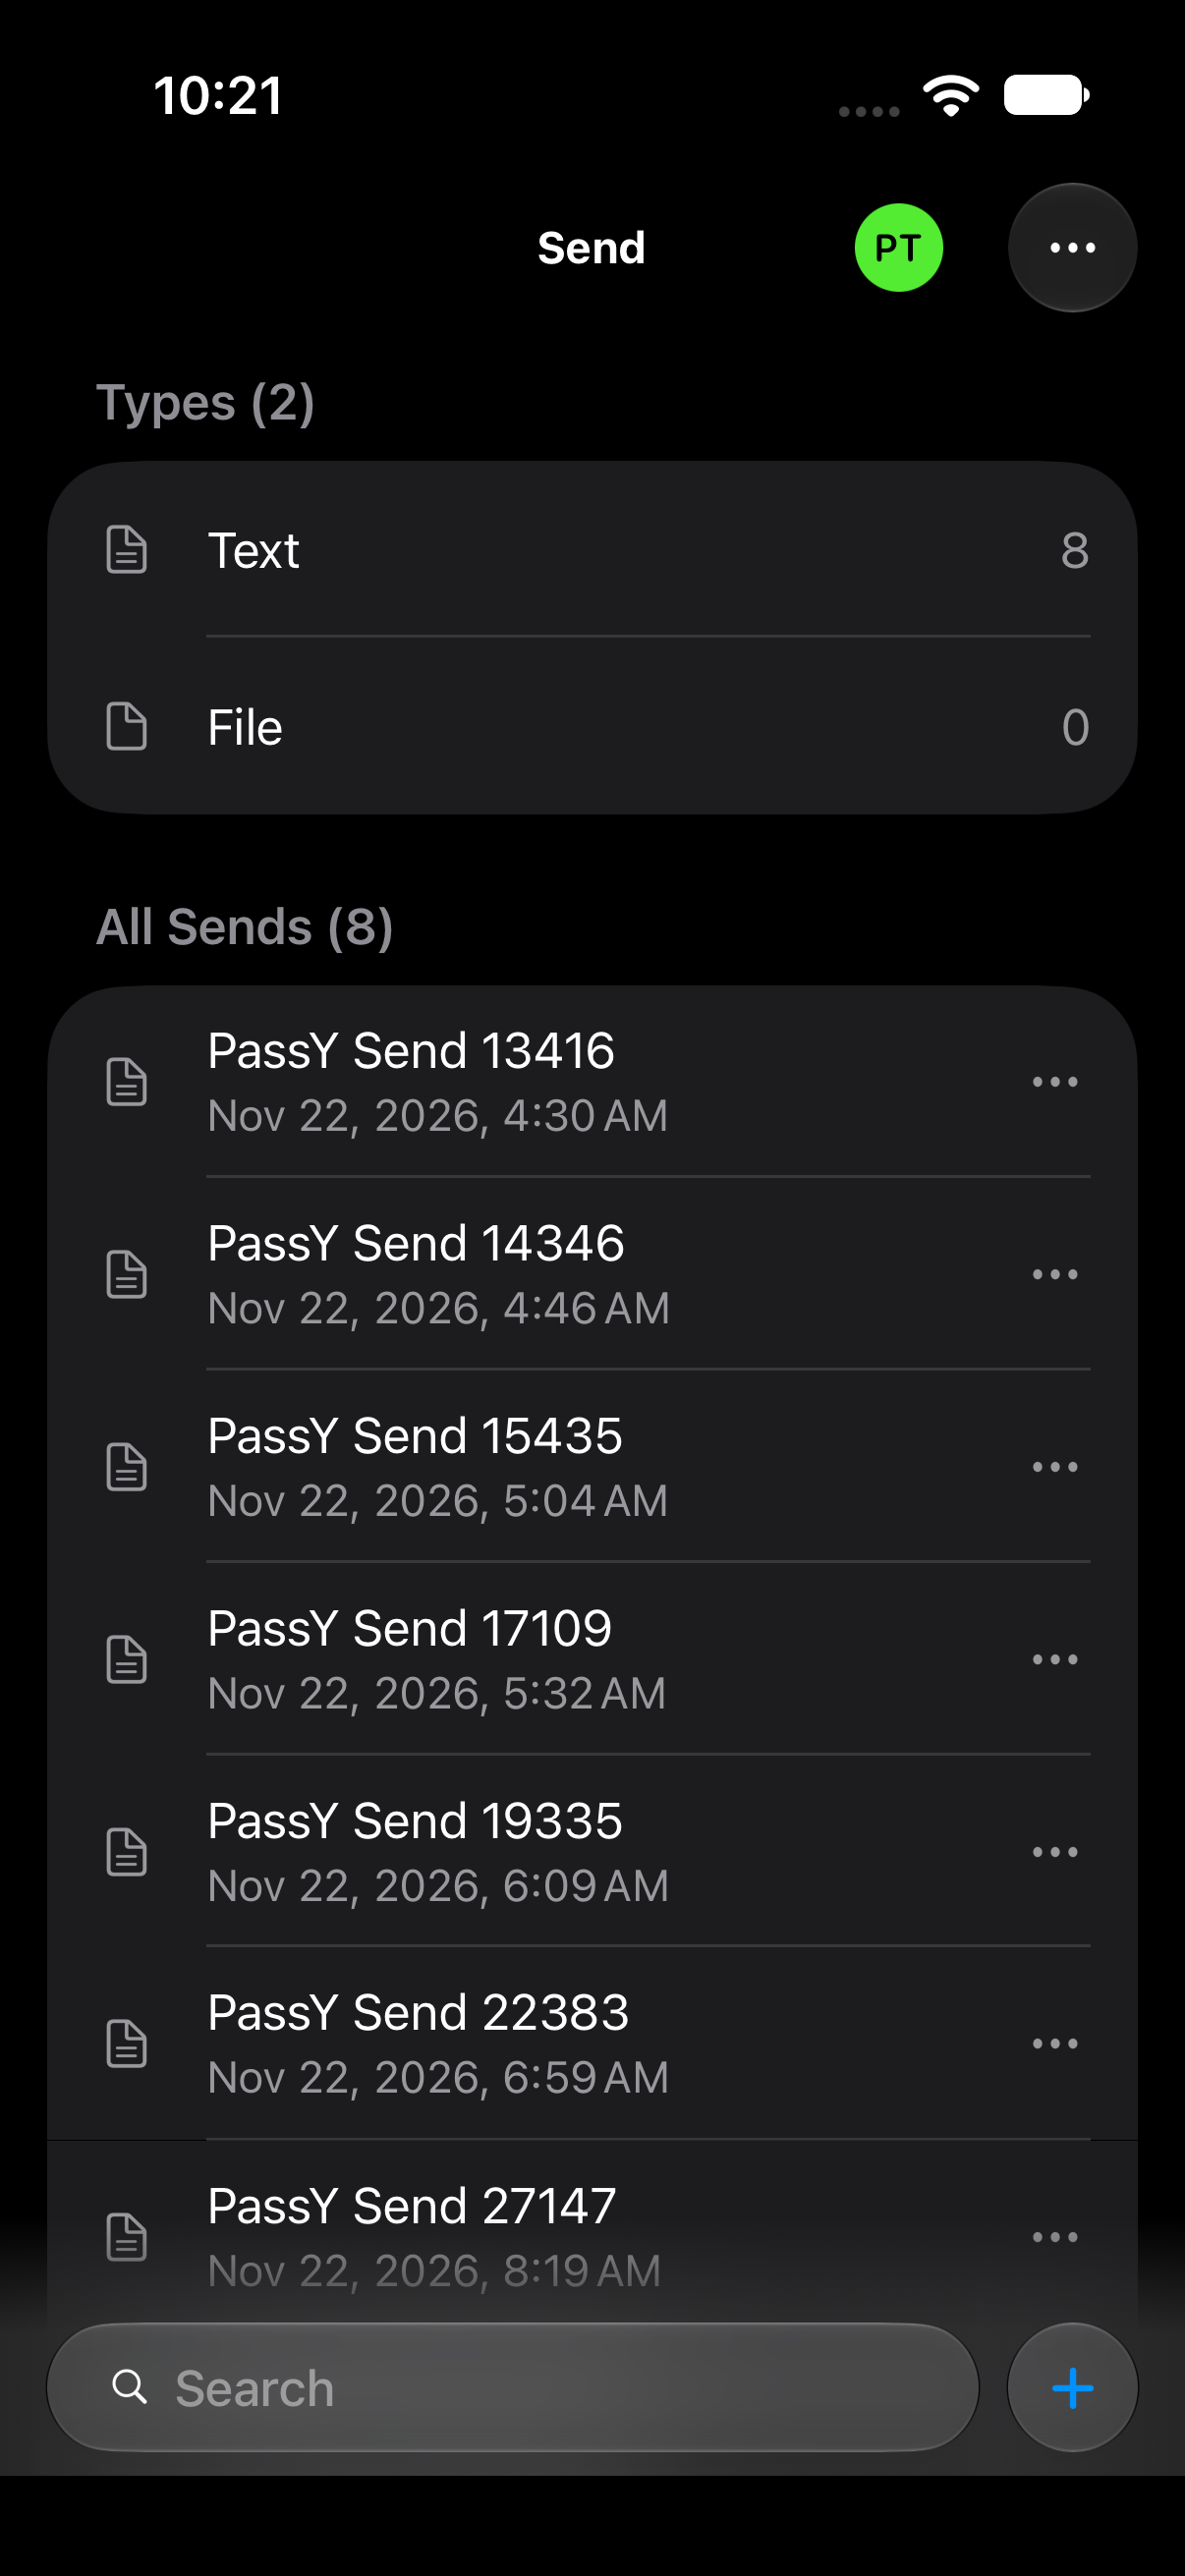 10:21
Send
PT
Types (2)
Text
8
File
0
All Sends (8)
PassY Send 13416
Nov 22, 2026, 4:30 AM
PassY Send 14346
Nov 22, 2026, 4:46 AM
PassY Send 15435
Nov 22, 2026, 5:04 AM
PassY Send 17109
Nov 22, 2026, 5:32 AM
PassY Send 19335
Nov 22, 2026, 6:09 AM
PassY Send 22383
Nov 22, 2026, 6:59 AM
PassY Send 27147
Nov 22, 2026, 8:19 AM
Search